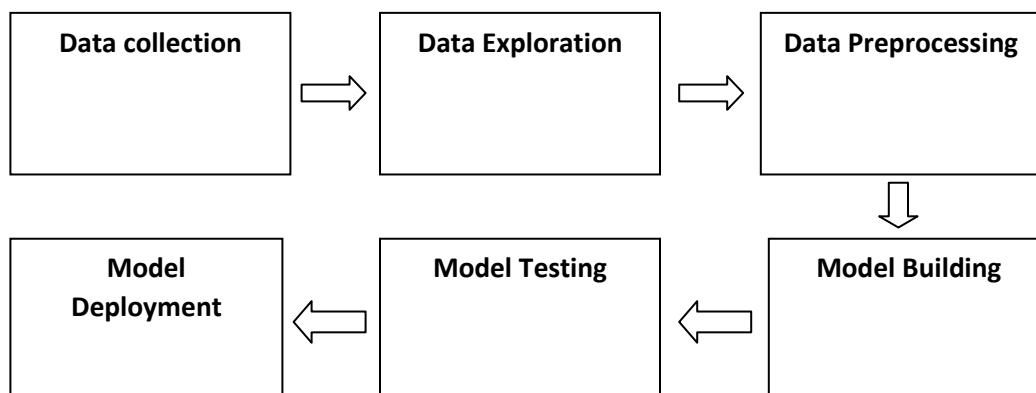 Data collection
Data Exploration
Data Preprocessing
Model
Deployment
Model Testing
Model Building